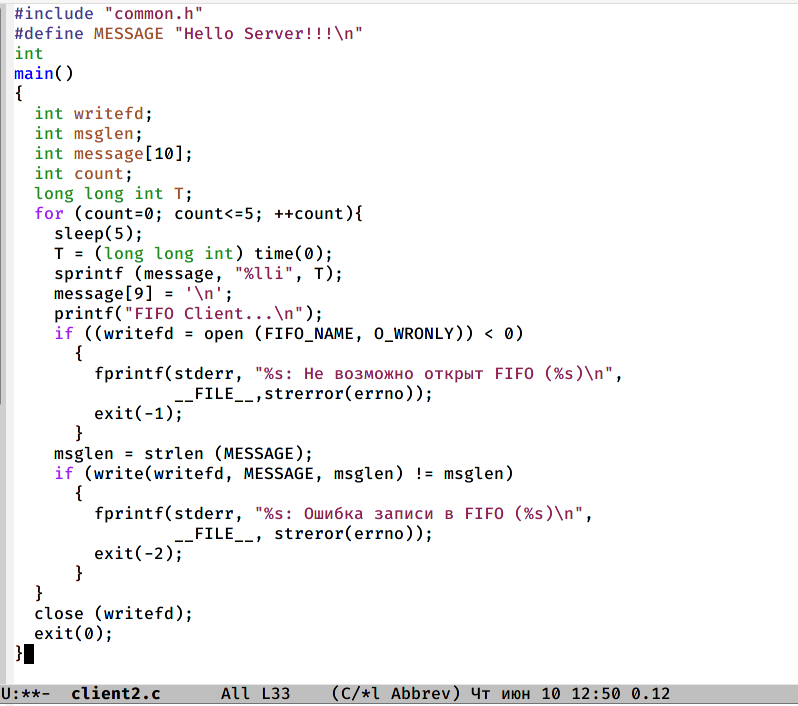 #include "common.h"
#define MESSAGE "Hello Server!!!\n"
int
main()
{
  int writefd;
  int msglen;
  int message[10];
  int count;
  long long int T;
  for (count=0; count<=5; ++count){
    sleep(5);
    T = (long long int) time(0);
    sprintf (message, "%lli", T);
    message[9] = '\n';
    printf("FIFO Client...\n");
    if ((writefd = open (FIFO_NAME, O_WRONLY)) < 0)
      {
        fprintf(stderr, "%s: Не возможно открыт FIFO (%s)\n",
                __FILE__,strerror(errno));
        exit(-1);
      }
    msglen = strlen (MESSAGE);
    if (write(writefd, MESSAGE, msglen) != msglen)
      {
        fprintf(stderr, "%s: Ошибка записи в FIFO (%s)\n",
                __FILE__, streror(errno));
        exit(-2);
      }
  }
  close (writefd);
  exit(0);
}
U:**-  client2.c      All L33    (C/*l Abbrev) Чт июн 10 12:50 0.12